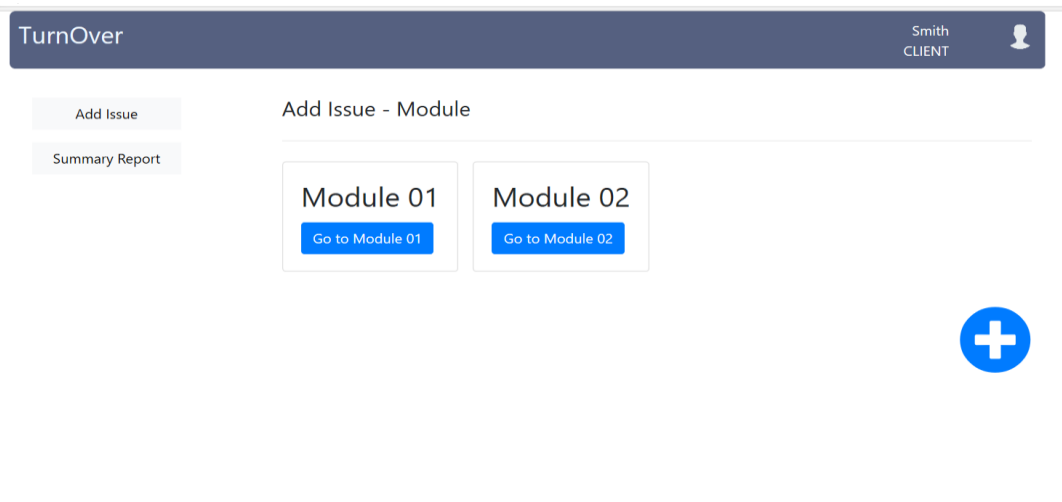 TurnOver
Smith
CLIENT
Add Issue
Summary Report
Add Issue - Module
Module 01
Go to Module 01
Module 02
Go to Module 02